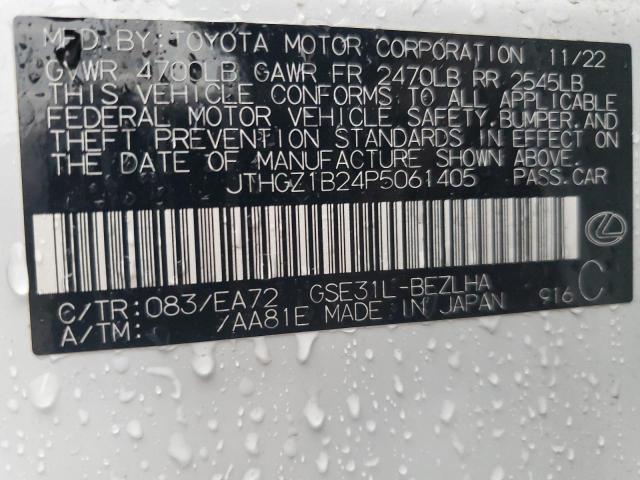 MFD.BY: TOYOTA MOTOR CORPORATION 11/22
GVWR 4700LB GAWR FR 2470LB RR 2545LB
THIS VEHICLE CONFORMS TO ALL APPLICABLE
FEDERAL MOTOR VEHICLE SAFETY,BUMPER,AND
THEFT PREVENTION STANDARDS IN EFFECT ON
THE DATE OF MANUFACTURE SHOWN ABOVE.
JTHGZ1B24P5061405 PASS.CAR
C/TR:083/EA72 GSE31L-BEZLHA
A/TM: /AA81E MADE IN JAPAN 916 C